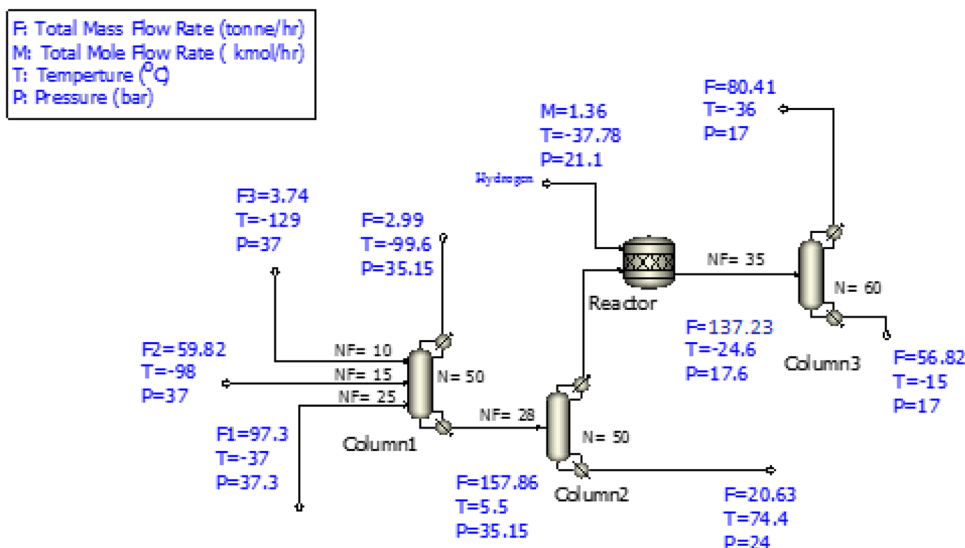 F: Total Mass Flow Rate (tonne/hr)
M: Total Mole Flow Rate ( kmol/hr)
T: Temperture (°C)
P: Pressure (bar)
F=80.41
T=-36
P=17
M=1.36
T=-37.78
P=21.1
Hydrogen
F3=3.74
T=-129
P=37
F=2.99
T=-99.6
P=35.15
NF= 35
N= 60
Reactor
F=137.23
T=-24.6
P=17.6
Column3
F=56.82
T=-15
P=17
F2=59.82
T=-98
P=37
NF= 10
NF= 15
NF= 25
N= 50
Column1
NF= 28
N= 50
F1=97.3
T=-37
P=37.3
F=157.86
T=5.5
P=35.15
Column2
F=20.63
T=74.4
P=24